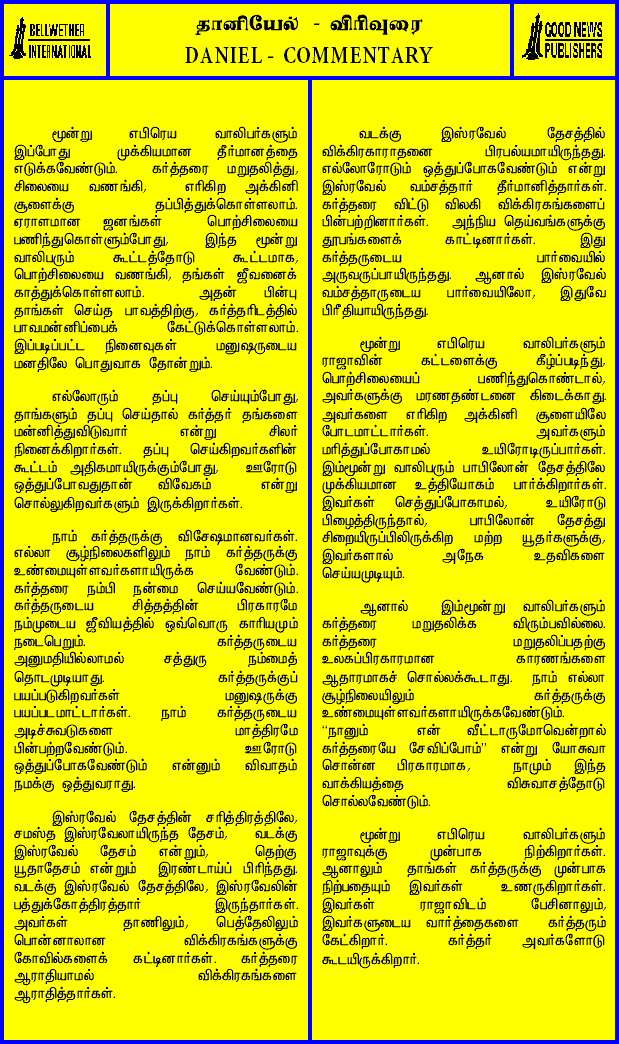 BELLWETHER
INTERNATIONAL
தானியேல் - விரிவுரை
DANIEL - COMMENTARY
GOOD NEWS
PUBLISHERS
மூன்று எபிரெய வாலிபர்களும்
இப்போது முக்கியமான தீர்மானத்தை
எடுக்கவேண்டும். கர்த்தரை மறுதலித்து,
சிலையை வணங்கி, எரிகிற அக்கினி
சூளைக்கு தப்பித்துக்கொள்ளலாம்.
ஏராளமான ஜனங்கள் பொற்சிலையை
பணிந்துகொள்ளும்போது, இந்த மூன்று
வாலிபரும் கூட்டத்தோடு கூட்டமாக,
பொற்சிலையை வணங்கி, தங்கள் ஜீவனைக்
காத்துக்கொள்ளலாம். அதன் பின்பு
தாங்கள் செய்த பாவத்திற்கு, கர்த்தரிடத்தில்
பாவமன்னிப்பைக் கேட்டுக்கொள்ளலாம்.
இப்படிப்பட்ட நினைவுகள் மனுஷருடைய
மனதிலே பொதுவாக தோன்றும்.
எல்லோரும் தப்பு செய்யும்போது,
தாங்களும் தப்பு செய்தால் கர்த்தர் தங்களை
மன்னித்துவிடுவார் என்று சிலர்
நினைக்கிறார்கள். தப்பு செய்கிறவர்களின்
கூட்டம் அதிகமாயிருக்கும்போது, ஊரோடு
ஒத்துப்போவதுதான் விவேகம் என்று
சொல்லுகிறவர்களும் இருக்கிறார்கள்.
நாம் கர்த்தருக்கு விசேஷமானவர்கள்.
எல்லா சூழ்நிலைகளிலும் நாம் கர்த்தருக்கு
உண்மையுள்ளவர்களாயிருக்க வேண்டும்.
கர்த்தரை நம்பி நன்மை செய்யவேண்டும்.
கர்த்தருடைய சித்தத்தின் பிரகாரமே
நம்முடைய ஜீவியத்தில் ஒவ்வொரு காரியமும்
நடைபெறும். கர்த்தருடைய
அனுமதியில்லாமல் சத்துரு நம்மைத்
தொடமுடியாது. கர்த்தருக்குப்
பயப்படுகிறவர்கள் மனுஷருக்கு
பயப்படமாட்டார்கள். நாம் கர்த்தருடைய
அடிச்சுவடுகளை மாத்திரமே
பின்பற்றவேண்டும். ஊரோடு
ஒத்துப்போகவேண்டும் என்னும் விவாதம்
நமக்கு ஒத்துவராது.
இஸ்ரவேல் தேசத்தின் சரித்திரத்திலே,
சமஸ்த இஸ்ரவேலாயிருந்த தேசம், வடக்கு
இஸ்ரவேல் தேசம் என்றும், தெற்கு
யூதாதேசம் என்றும் இரண்டாய்ப் பிரிந்தது.
வடக்கு இஸ்ரவேல் தேசத்திலே, இஸ்ரவேலின்
பத்துக்கோத்திரத்தார் இருந்தார்கள்.
அவர்கள் தாணிலும், பெத்தேலிலும்
பொன்னாலான விக்கிரகங்களுக்கு
கோவில்களைக் கட்டினார்கள். கர்த்தரை
ஆராதியாமல் விக்கிரகங்களை
ஆராதித்தார்கள்.
வடக்கு இஸ்ரவேல் தேசத்தில்
விக்கிரகாராதனை பிரபல்யமாயிருந்தது.
எல்லோரோடும் ஒத்துப்போகவேண்டும் என்று
இஸ்ரவேல் வம்சத்தார் தீர்மானித்தார்கள்.
கர்த்தரை விட்டு விலகி விக்கிரகங்களைப்
பின்பற்றினார்கள். அந்நிய தெய்வங்களுக்கு
தூபங்களைக் காட்டினார்கள். இது
கர்த்தருடைய பார்வையில்
அருவருப்பாயிருந்தது. ஆனால் இஸ்ரவேல்
வம்சத்தாருடைய பார்வையிலோ, இதுவே
பிரீதியாயிருந்தது.
மூன்று எபிரெய வாலிபர்களும்
ராஜாவின் கட்டளைக்கு கீழ்ப்படிந்து,
பொற்சிலையைப் பணிந்துகொண்டால்,
அவர்களுக்கு மரணதண்டனை கிடைக்காது.
அவர்களை எரிகிற அக்கினி சூளையிலே
போடமாட்டார்கள். அவர்களும்
மரித்துப்போகாமல் உயிரோடிருப்பார்கள்.
இம்மூன்று வாலிபரும் பாபிலோன் தேசத்திலே
முக்கியமான உத்தியோகம் பார்க்கிறார்கள்.
இவர்கள் செத்துப்போகாமல், உயிரோடு
பிழைத்திருந்தால், பாபிலோன் தேசத்து
சிறையிருப்பிலிருக்கிற மற்ற யூதர்களுக்கு,
இவர்களால் அநேக உதவிகளை
செய்யமுடியும்.
ஆனால் இம்மூன்று வாலிபர்களும்
கர்த்தரை மறுதலிக்க விரும்பவில்லை.
கர்த்தரை மறுதலிப்பதற்கு
உலகப்பிரகாரமான காரணங்களை
ஆதாரமாகச் சொல்லக்கூடாது. நாம் எல்லா
சூழ்நிலையிலும் கர்த்தருக்கு
உண்மையுள்ளவர்களாயிருக்கவேண்டும்.
“நானும் என் வீட்டாருமோவென்றால்
கர்த்தரையே சேவிப்போம்” என்று யோசுவா
சொன்ன பிரகாரமாக, நாமும் இந்த
வாக்கியத்தை விசுவாசத்தோடு
சொல்லவேண்டும்.
மூன்று எபிரெய வாலிபர்களும்
ராஜாவுக்கு முன்பாக நிற்கிறார்கள்.
ஆனாலும் தாங்கள் கர்த்தருக்கு முன்பாக
நிற்பதையும் இவர்கள் உணருகிறார்கள்.
இவர்கள் ராஜாவிடம் பேசினாலும்,
இவர்களுடைய வார்த்தைகளை கர்த்தரும்
கேட்கிறார். கர்த்தர் அவர்களோடு
கூடயிருக்கிறார்.